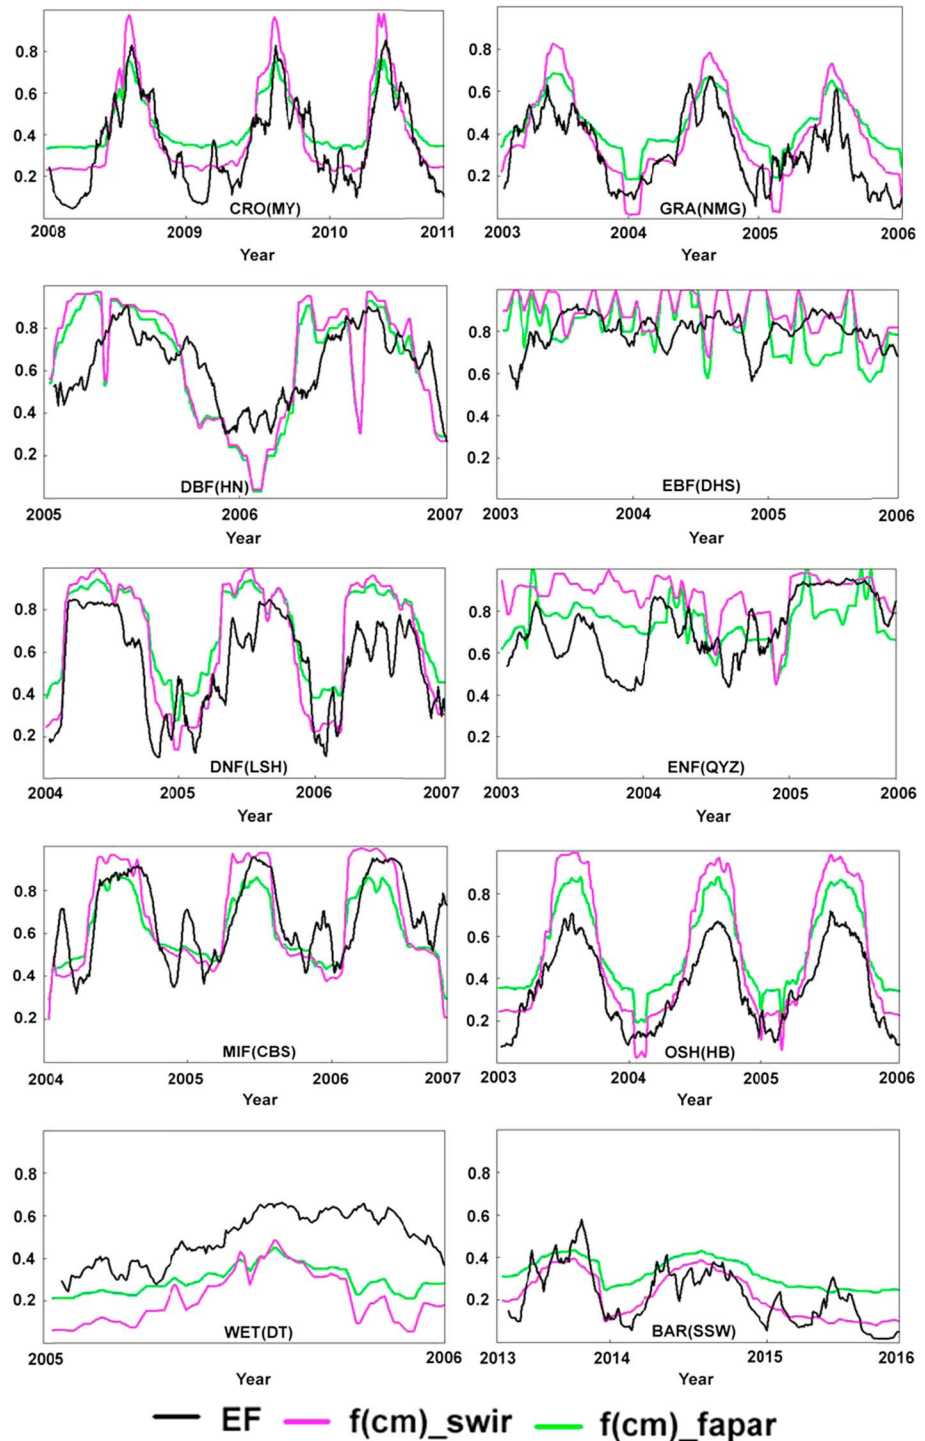 0.8
0.6
0.4
0.2
CRO(MY)
2008 2009 2010 2011
Year
0.8
0.6
0.4
0.2
GRA(NMG)
2003 2004 2005 2006
Year
0.8
0.6
0.4
0.2
DBF(HN)
2005 2006 2007
Year
0.8
0.6
0.4
0.2
EBF(DHS)
2003 2004 2005 2006
Year
0.8
0.6
0.4
0.2
DNF(LSH)
2004 2005 2006 2007
Year
0.8
0.6
0.4
0.2
ENF(QYZ)
2003 2004 2005 2006
Year
0.8
0.6
0.4
0.2
MIF(CBS)
2004 2005 2006 2007
Year
0.8
0.6
0.4
0.2
OSH(HB)
2003 2004 2005 2006
Year
0.8
0.6
0.4
0.2
WET(DT)
2005 2006
Year
0.8
0.6
0.4
0.2
BAR(SSW)
2013 2014 2015 2016
Year
EF f(cm)_swir f(cm)_fapar